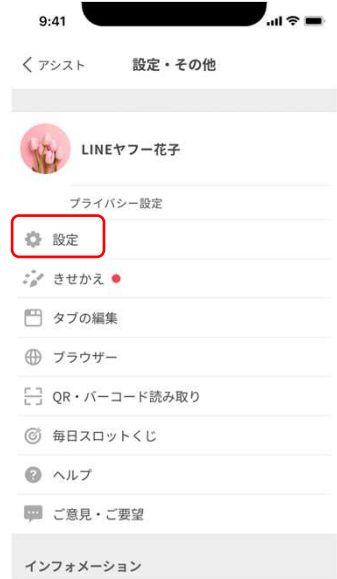 9:41
アシスト 設定・その他
LINEヤフー花子
プライバシー設定
設定
きせかえ
タブの編集
ブラウザー
QR・バーコード読み取り
毎日スロットくじ
ヘルプ
ご意見・ご要望
インフォメーション